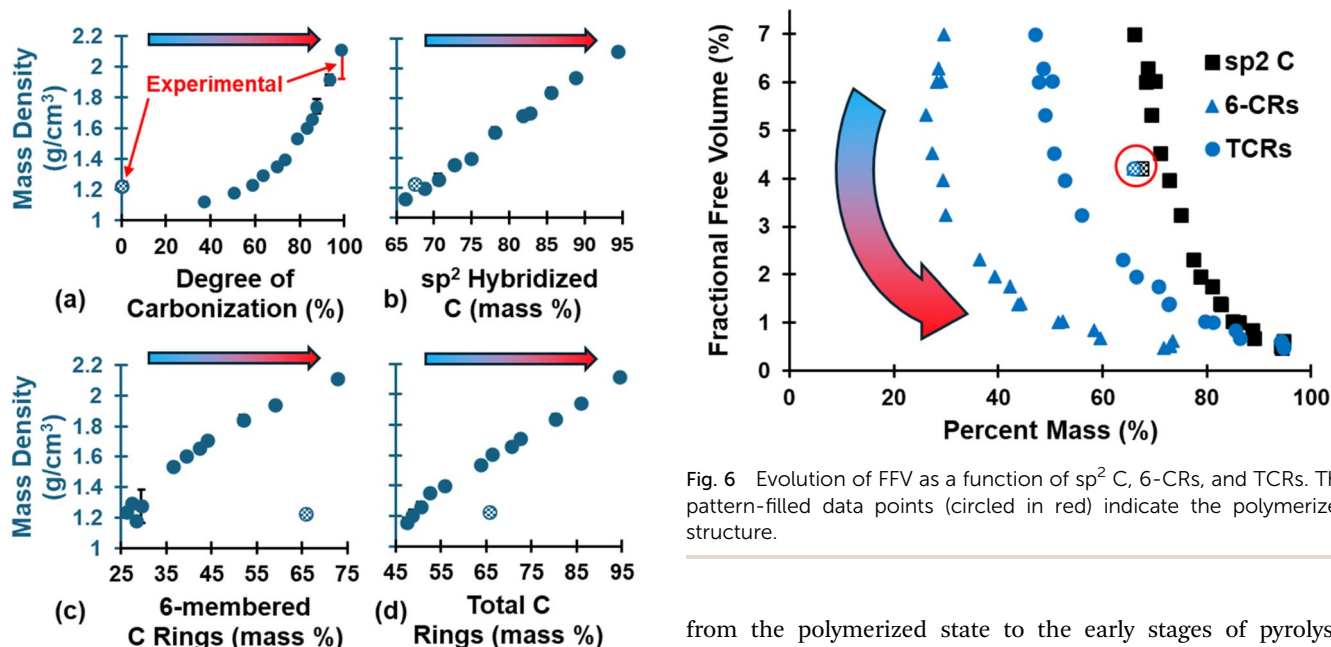 2.2
2
1.8
1.6
1.4
1.2
1
Mass Density
(g/cm³)
Experimental
0 20 40 60 80 100
Degree of
Carbonization (%)
(a)
65 70 75 80 85 90 95
sp² Hybridized
C (mass %)
b)
2.2
2
1.8
1.6
1.4
1.2
1
Mass Density
(g/cm³)
25 35 45 55 65 75
6-membered
C Rings (mass %)
(c)
45 55 65 75 85 95
Total C
Rings (mass %)
(d)
7
6
5
4
3
2
1
0
Fractional Free Volume (%)
sp2 C
6-CRs
TCRs
0 20 40 60 80 100
Percent Mass (%)
Fig. 6 Evolution of FFV as a function of sp² C, 6-CRs, and TCRs.
pattern-filled data points (circled in red) indicate the
structure.
from the polymerized state to the early stages of